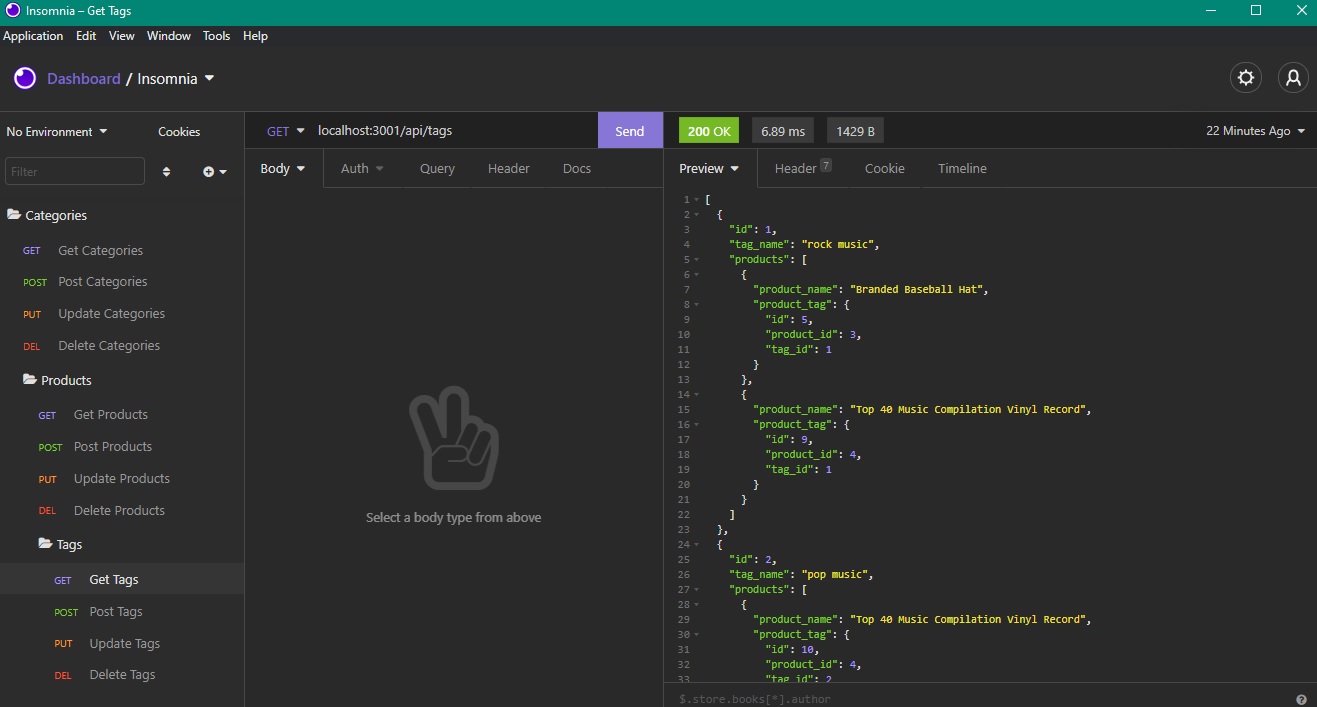 Insomnia – Get Tags
Application Edit View Window Tools Help
Dashboard / Insomnia
No Environment Cookies
Filter
Categories
GET Get Categories
POST Post Categories
PUT Update Categories
DEL Delete Categories
Products
GET Get Products
POST Post Products
PUT Update Products
DEL Delete Products
Tags
GET Get Tags
POST Post Tags
PUT Update Tags
DEL Delete Tags
GET localhost:3001/api/tags Send
Body Auth Query Header Docs
Select a body type from above
200 OK 6.89 ms 1429 B 22 Minutes Ago
Preview Header 7 Cookie Timeline
1 [
2 {
3 "id": 1,
4 "tag_name": "rock music",
5 "products": [
6 {
7 "product_name": "Branded Baseball Hat",
8 "product_tag": {
9 "id": 5,
10 "product_id": 3,
11 "tag_id": 1
12 }
13 },
14 {
15 "product_name": "Top 40 Music Compilation Vinyl Record",
16 "product_tag": {
17 "id": 9,
18 "product_id": 4,
19 "tag_id": 1
20 }
21 }
22 ]
23 },
24 {
25 "id": 2,
26 "tag_name": "pop music",
27 "products": [
28 {
29 "product_name": "Top 40 Music Compilation Vinyl Record",
30 "product_tag": {
31 "id": 10,
32 "product_id": 4,
33 "tag_id": 2
$.store.books[*].author
?